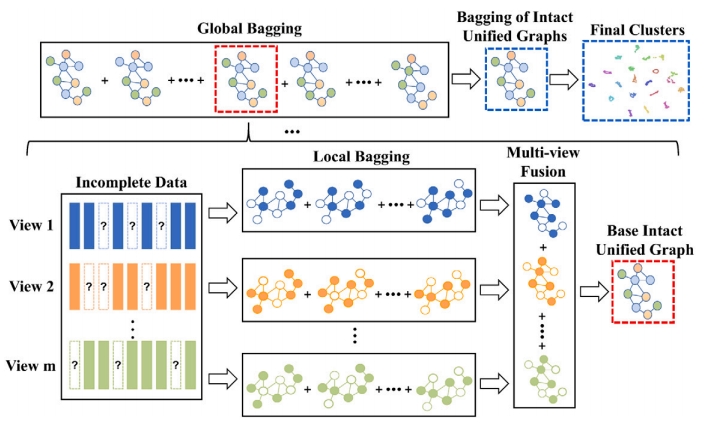 Global Bagging
Bagging of Intact
Unified Graphs
Final Clusters
+ + ••• + + + ••• +
•••
Incomplete Data
Local Bagging
Multi-view
Fusion
View 1
? ? ?
+ + ••• +
+
Base Intact
Unified Graph
View 2
? ? ?
+ + ••• +
+
•••
+
View m
? ? ?
+ + ••• +